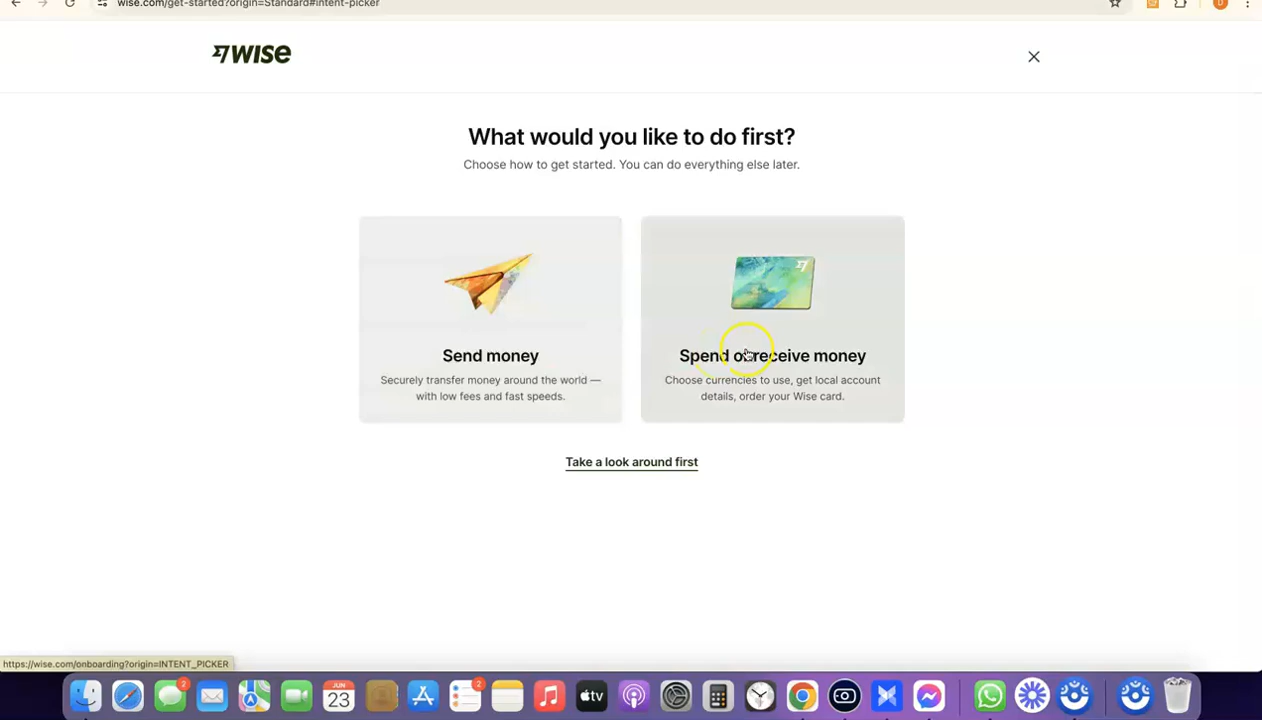 wise.com/get-started?origin=Standard#intent-picker
WISE
What would you like to do first?
Choose how to get started. You can do everything else later.
Send money
Securely transfer money around the world —
with low fees and fast speeds.
Spend or receive money
Choose currencies to use, get local account
details, order your Wise card.
Take a look around first
https://wise.com/onboarding?origin=INTENT_PICKER
2
JUN
23
2
tv